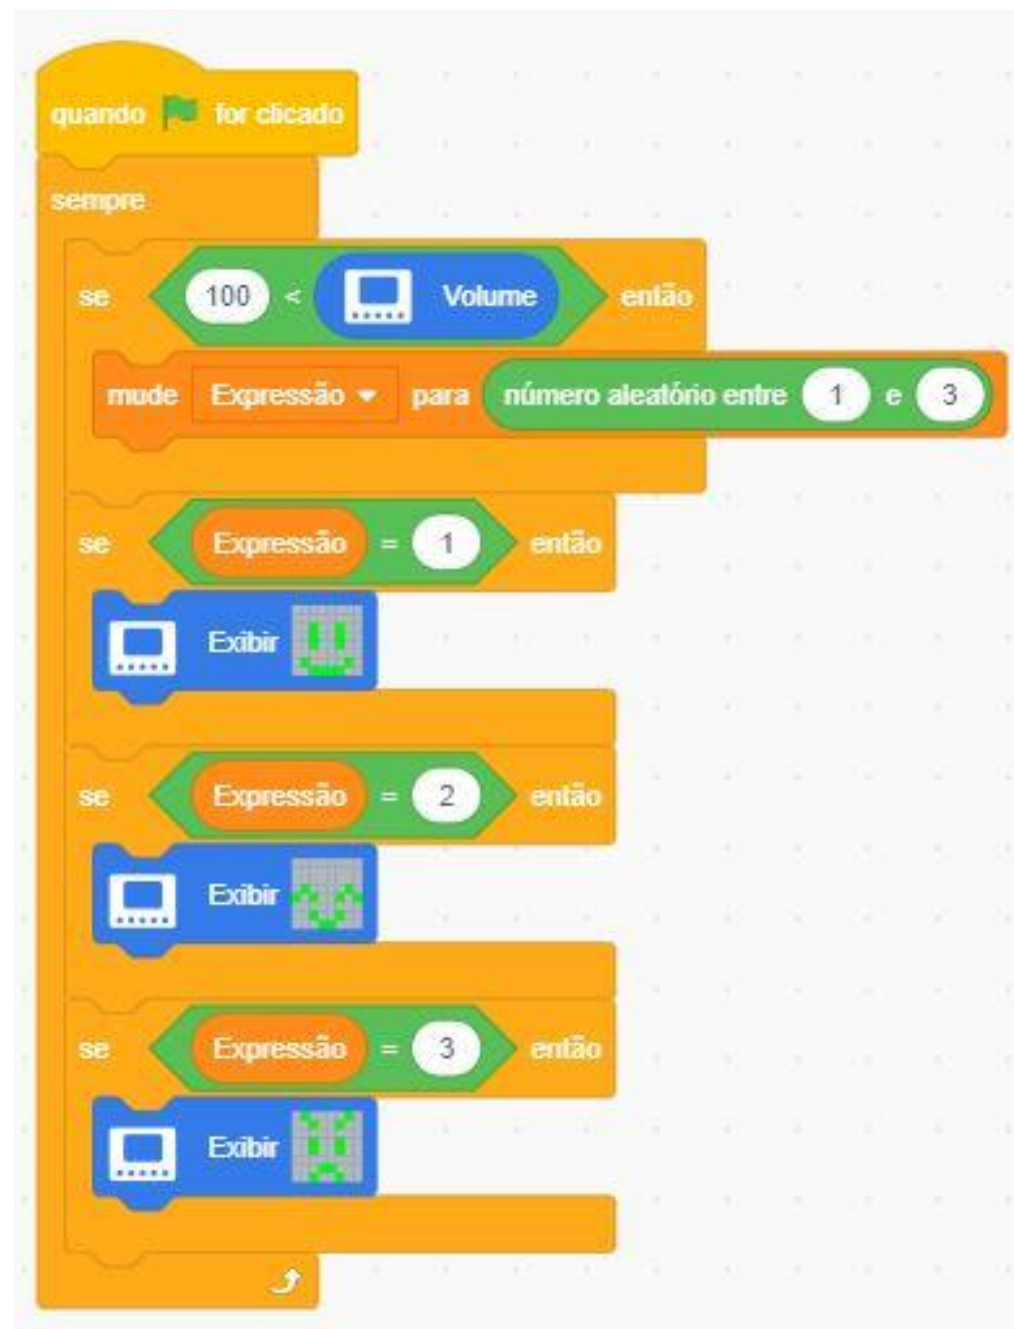 quando for clicado
sempre
se 100 < Volume então
mude Expressão para número aleatório entre 1 e 3
se Expressão = 1 então
Exibir
se Expressão = 2 então
Exibir
se Expressão = 3 então
Exibir